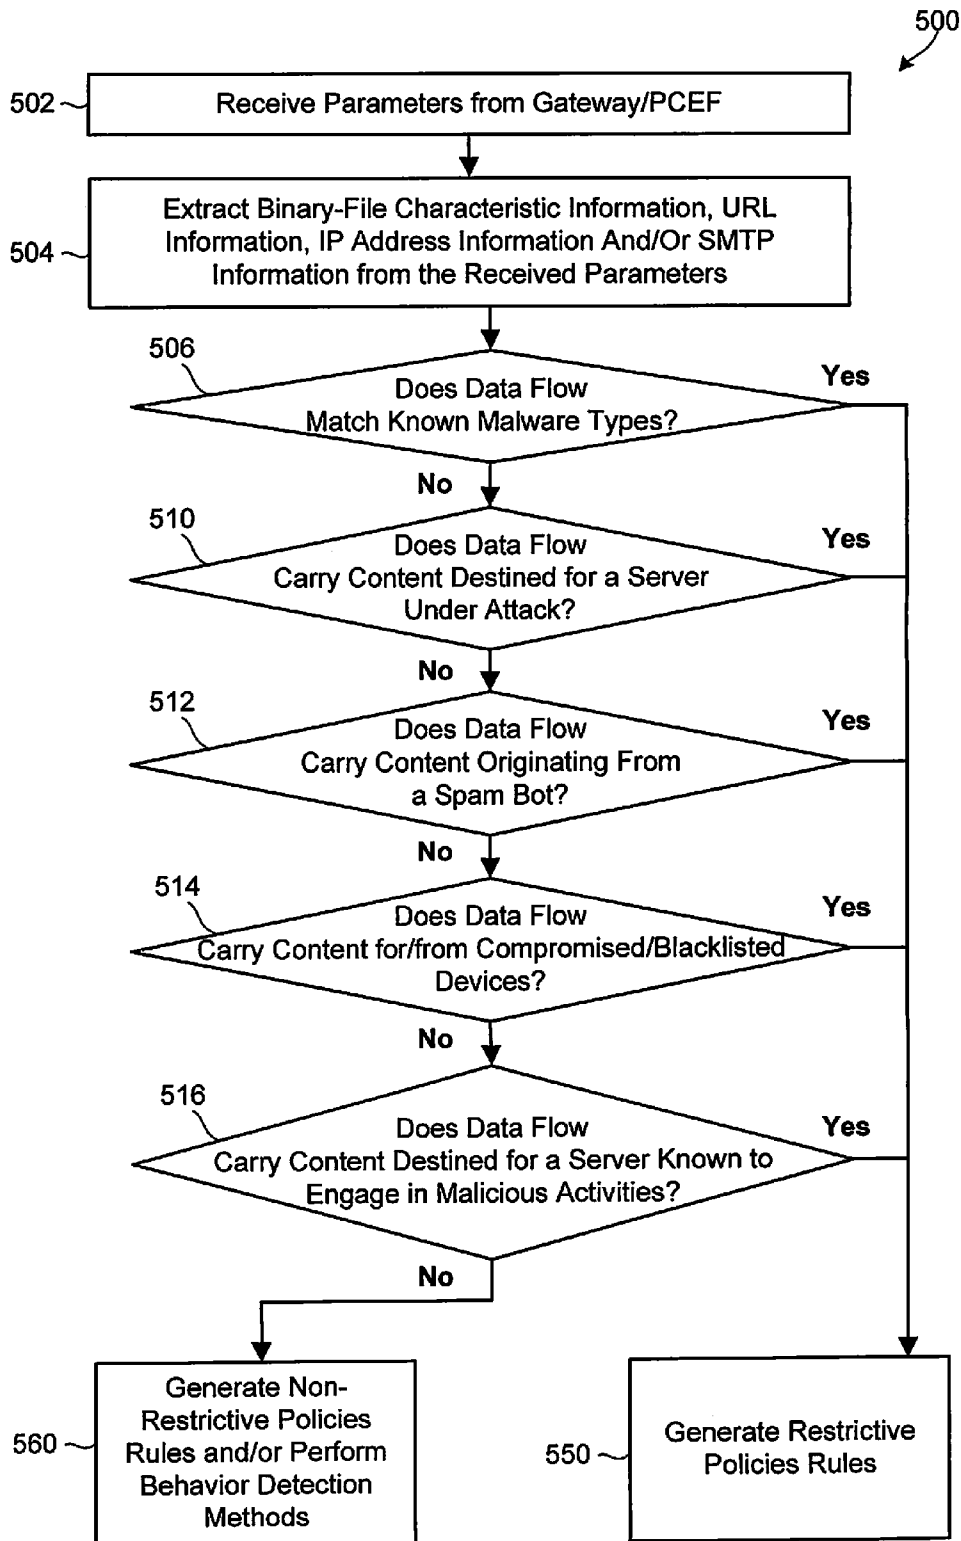 500
502
Receive Parameters from Gateway/PCEF
504
Extract Binary-File Characteristic Information, URL
Information, IP Address Information And/Or SMTP
Information from the Received Parameters
506
Does Data Flow
Match Known Malware Types?
Yes
No
510
Does Data Flow
Carry Content Destined for a Server
Under Attack?
Yes
No
512
Does Data Flow
Carry Content Originating From
a Spam Bot?
Yes
No
514
Does Data Flow
Carry Content for/from Compromised/Blacklisted
Devices?
Yes
No
516
Does Data Flow
Carry Content Destined for a Server Known to
Engage in Malicious Activities?
Yes
No
560
Generate Non-
Restrictive Policies
Rules and/or Perform
Behavior Detection
Methods
550
Generate Restrictive
Policies Rules